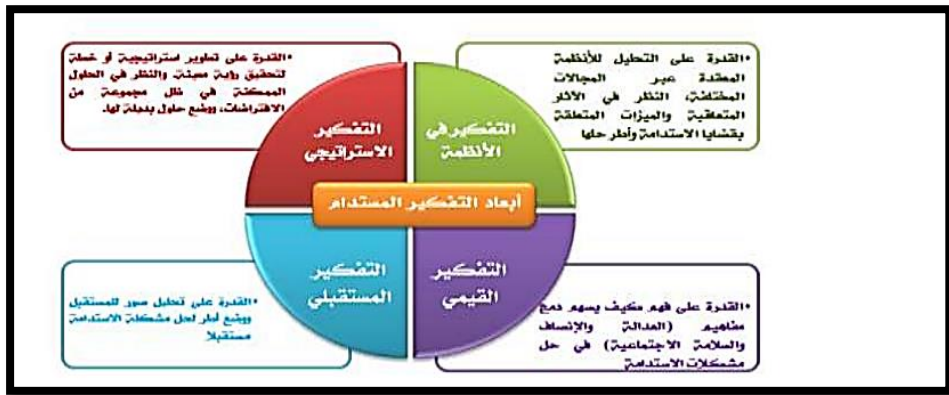 أبعاد التفكير المستدام
التفكير في
الأنظمة
•القدرة على التحليل للأنظمة
المعقدة عبر المجالات
المختلفة، النظر في الآثار
المتعاقبة والميزات المتعلقة
بقضايا الاستدامة وأطر حلها
التفكير
الاستراتيجي
•القدرة على تطوير استراتيجية أو خطة
لتحقيق رؤية معينة، والنظر في الحلول
الممكنة في ظل مجموعة من
الافتراضات، ووضع حلول بديلة لها.
التفكير
القيمي
•القدرة على فهم كيف يسهم دمج
مفاهيم (العدالة والإنصاف
والسلامة الاجتماعية) في حل
مشكلات الاستدامة
التفكير
المستقبلي
•القدرة على تحليل صور للمستقبل
ووضع أطر لحل مشكلة الاستدامة
مستقبلا